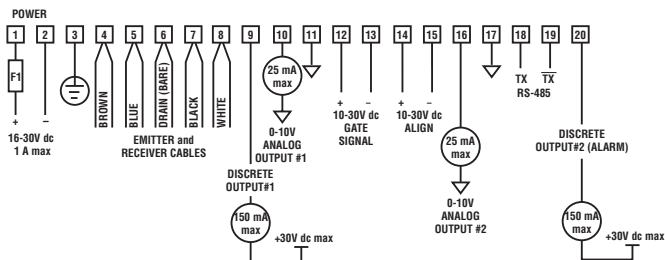 POWER
1 2 3 4 5 6 7 8 9 10 11 12 13 14 15 16 17 18 19 20
F1
+ –
16-30V dc
1 A max
BROWN
BLUE
DRAIN (BARE)
BLACK
WHITE
EMITTER and
RECEIVER CABLES
DISCRETE
OUTPUT#1
150 mA
max
+30V dc max
25 mA
max
0-10V
ANALOG
OUTPUT #1
+ –
10-30V dc
GATE
SIGNAL
+ –
10-30V dc
ALIGN
25 mA
max
0-10V
ANALOG
OUTPUT #2
TX TX
RS-485
DISCRETE
OUTPUT#2 (ALARM)
150 mA
max
+30V dc max